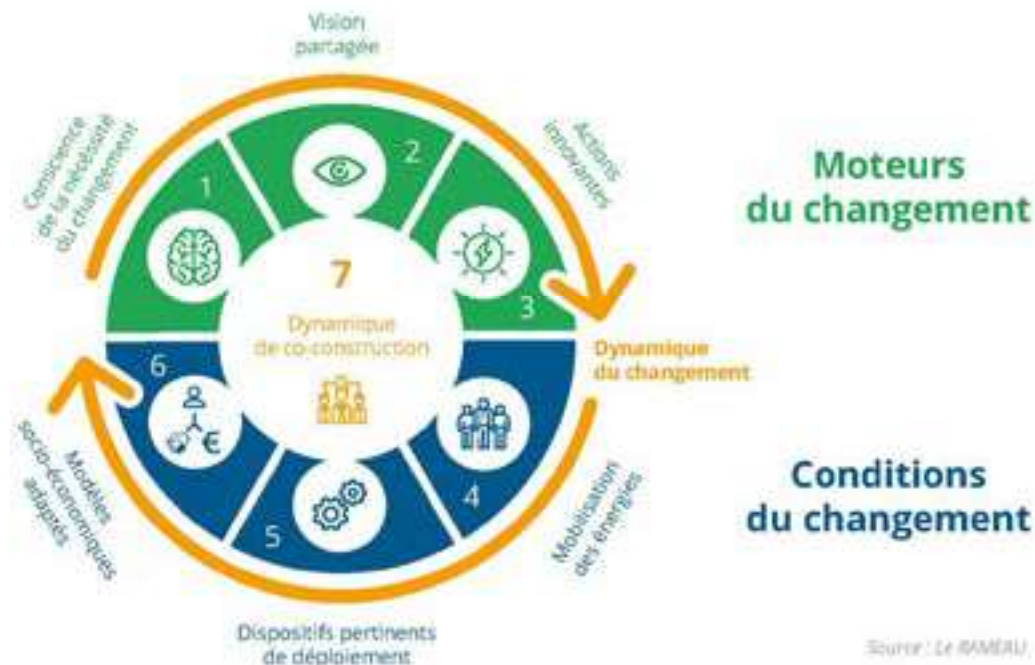 Vision
partagée
Conscience
de la nécessité
du changement
Actions
innovantes
1
2
3
7
Dynamique
de co-construction
Dynamique
du changement
6
5
4
Modèles
socio-économiques
adaptés
Mobilisation
des énergies
Dispositifs pertinents
de déploiement
Moteurs
du changement
Conditions
du changement
Source : Le RAMEAU